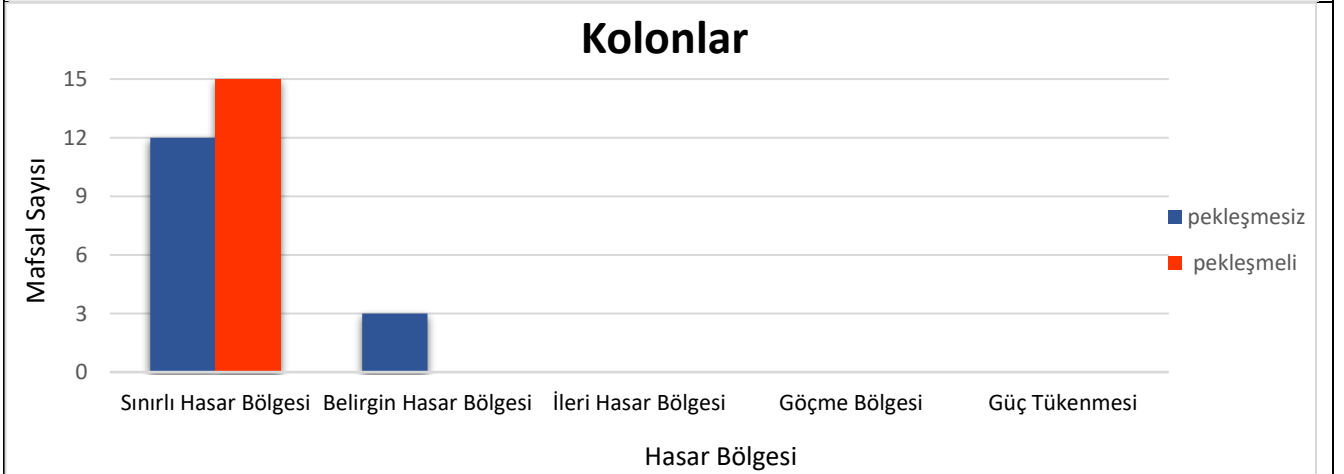 Kolonlar
15
12
9
6
3
0
Mafsal Sayısı
Sınırlı Hasar Bölgesi
Belirgin Hasar Bölgesi
İleri Hasar Bölgesi
Göçme Bölgesi
Güç Tükenmesi
Hasar Bölgesi
pekleşmesiz
pekleşmeli